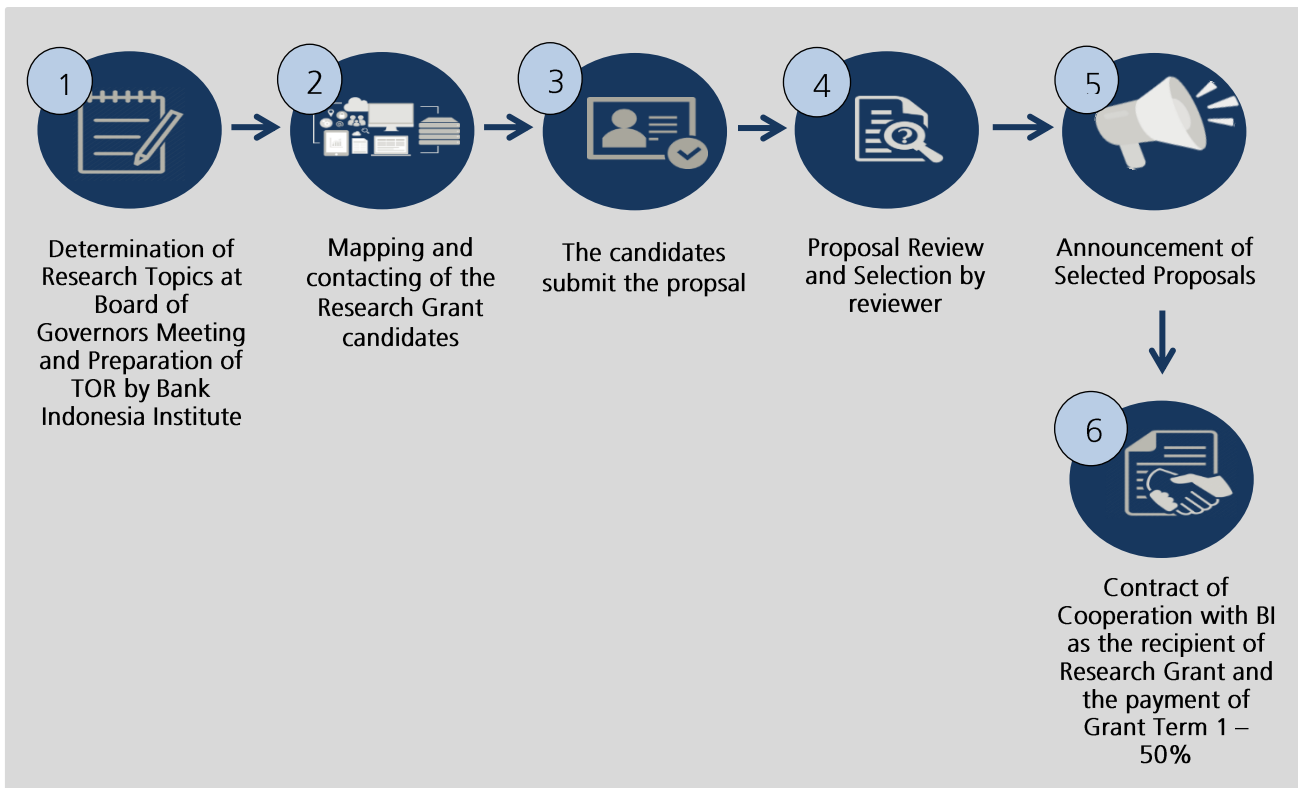 1
Determination of
Research Topics at
Board of
Governors Meeting
and Preparation of
TOR by Bank
Indonesia Institute
2
Mapping and
contacting of the
Research Grant
candidates
3
The candidates
submit the propsal
4
Proposal Review
and Selection by
reviewer
5
Announcement of
Selected Proposals
6
Contract of
Cooperation with BI
as the recipient of
Research Grant and
the payment of
Grant Term 1 –
50%